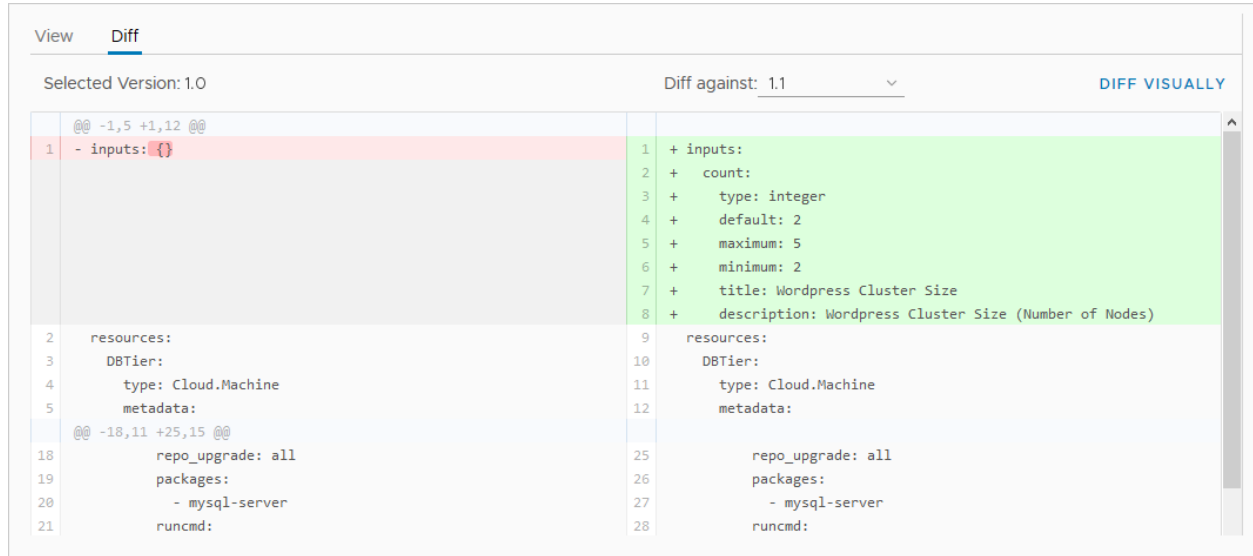 View Diff
Selected Version: 1.0 Diff against: 1.1 DIFF VISUALLY
@@ -1,5 +1,12 @@
1 - inputs: {} 1 + inputs:
2 + count:
3 + type: integer
4 + default: 2
5 + maximum: 5
6 + minimum: 2
7 + title: Wordpress Cluster Size
8 + description: Wordpress Cluster Size (Number of Nodes)
2 resources: 9 resources:
3 DBTier: 10 DBTier:
4 type: Cloud.Machine 11 type: Cloud.Machine
5 metadata: 12 metadata:
@@ -18,11 +25,15 @@
18 repo_upgrade: all 25 repo_upgrade: all
19 packages: 26 packages:
20 - mysql-server 27 - mysql-server
21 runcmd: 28 runcmd: